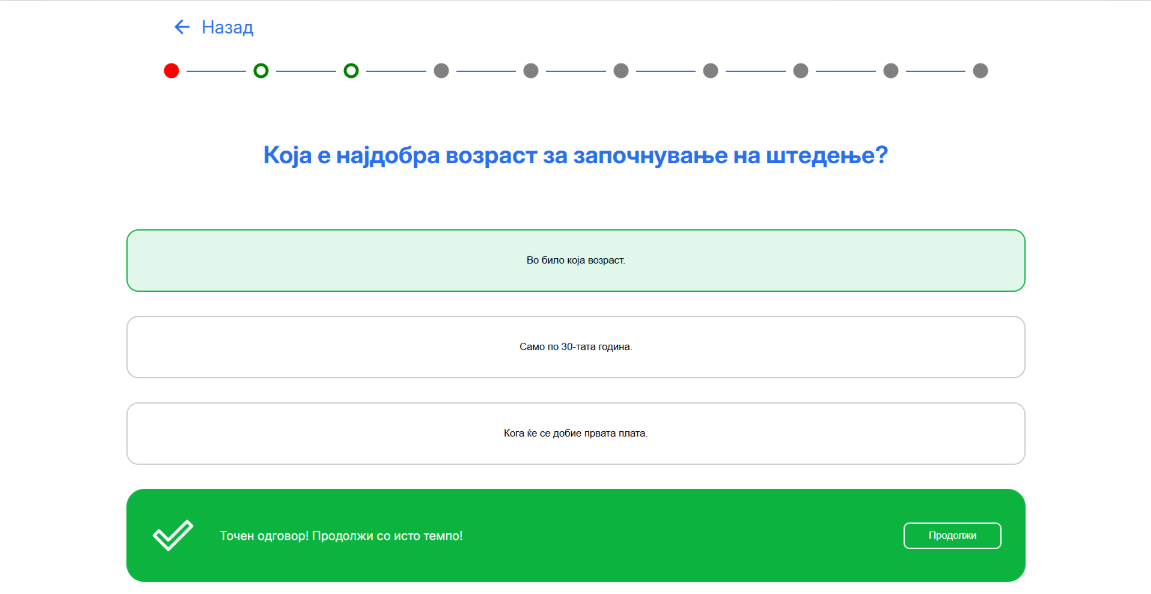 Назад
Која е најдобра возраст за започнување на штедење?
Во било која возраст.
Само по 30-тата година.
Кога ќе се добие првата плата.
Точен одговор! Продолжи со исто темпо!
Продолжи